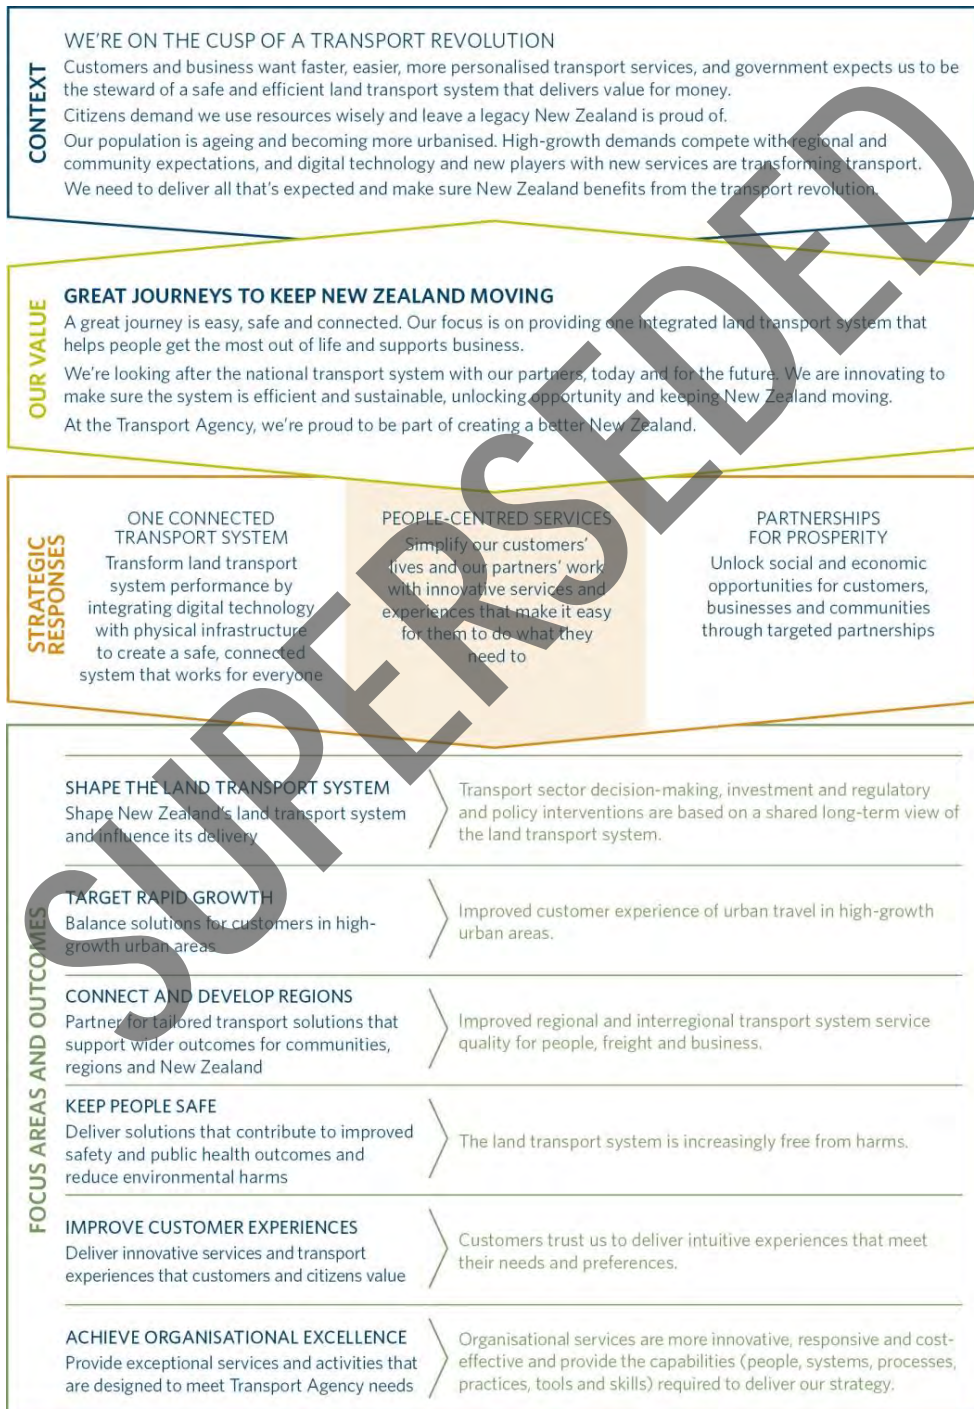 CONTEXT
WE'RE ON THE CUSP OF A TRANSPORT REVOLUTION
Customers and business want faster, easier, more personalised transport services, and government expects us to be
the steward of a safe and efficient land transport system that delivers value for money.
Citizens demand we use resources wisely and leave a legacy New Zealand is proud of.
Our population is ageing and becoming more urbanised. High-growth demands compete with regional and
community expectations, and digital technology and new players with new services are transforming transport.
We need to deliver all that's expected and make sure New Zealand benefits from the transport revolution.
OUR VALUE
GREAT JOURNEYS TO KEEP NEW ZEALAND MOVING
A great journey is easy, safe and connected. Our focus is on providing one integrated land transport system that
helps people get the most out of life and supports business.
We're looking after the national transport system with our partners, today and for the future. We are innovating to
make sure the system is efficient and sustainable, unlocking opportunity and keeping New Zealand moving.
At the Transport Agency, we're proud to be part of creating a better New Zealand.
STRATEGIC
RESPONSES
ONE CONNECTED
TRANSPORT SYSTEM
Transform land transport
system performance by
integrating digital technology
with physical infrastructure
to create a safe, connected
system that works for everyone
PEOPLE-CENTRED SERVICES
Simplify our customers'
lives and our partners' work
with innovative services and
experiences that make it easy
for them to do what they
need to
PARTNERSHIPS
FOR PROSPERITY
Unlock social and economic
opportunities for customers,
businesses and communities
through targeted partnerships
FOCUS AREAS AND OUTCOMES
SHAPE THE LAND TRANSPORT SYSTEM
Shape New Zealand's land transport system
and influence its delivery
Transport sector decision-making, investment and regulatory
and policy interventions are based on a shared long-term view of
the land transport system.
TARGET RAPID GROWTH
Balance solutions for customers in high-
growth urban areas
Improved customer experience of urban travel in high-growth
urban areas.
CONNECT AND DEVELOP REGIONS
Partner for tailored transport solutions that
support wider outcomes for communities,
regions and New Zealand
Improved regional and interregional transport system service
quality for people, freight and business.
KEEP PEOPLE SAFE
Deliver solutions that contribute to improved
safety and public health outcomes and
reduce environmental harms
The land transport system is increasingly free from harms.
IMPROVE CUSTOMER EXPERIENCES
Deliver innovative services and transport
experiences that customers and citizens value
Customers trust us to deliver intuitive experiences that meet
their needs and preferences.
ACHIEVE ORGANISATIONAL EXCELLENCE
Provide exceptional services and activities that
are designed to meet Transport Agency needs
Organisational services are more innovative, responsive and cost-
effective and provide the capabilities (people, systems, processes,
practices, tools and skills) required to deliver our strategy.
SUPERSEDED